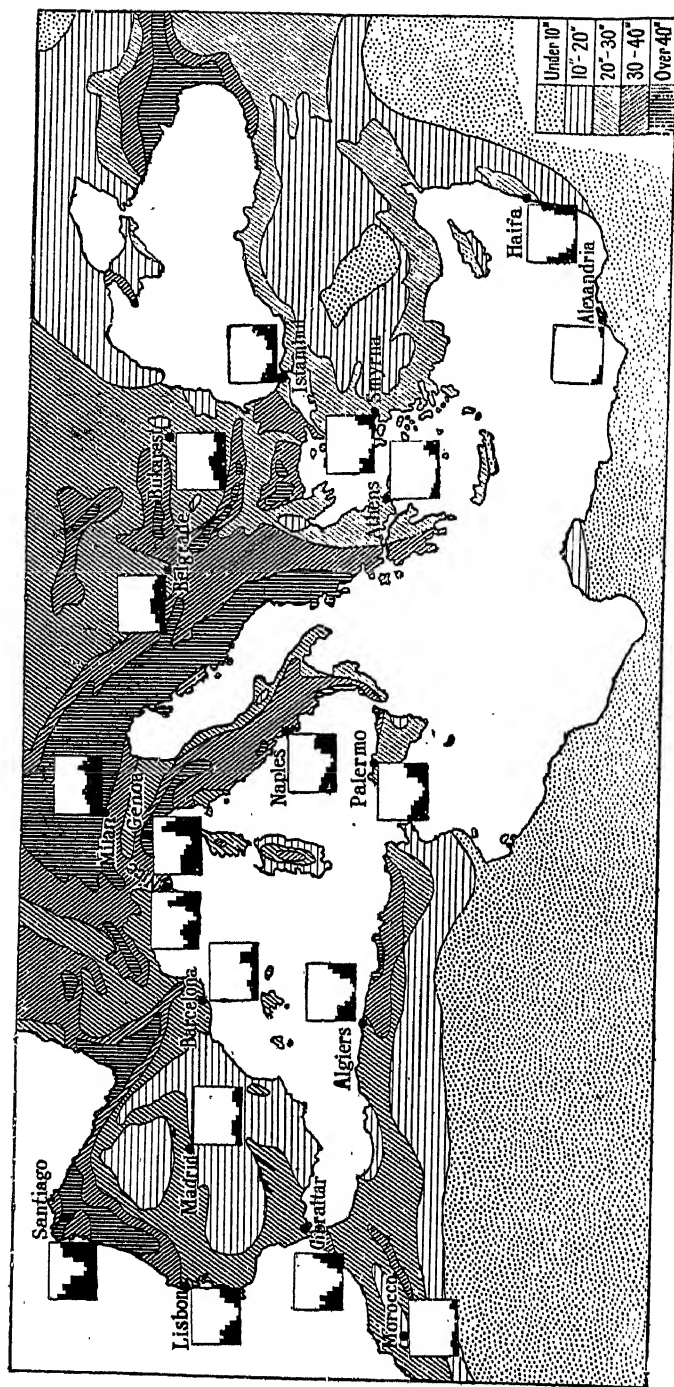 Santiago
Lisbon
Madrid
Gibraltar
Morocco
Barcelona
Algiers
Milan
Genoa
Naples
Palermo
Belgrade
Bukarest
Istanbul
Smyrna
Athens
Haifa
Alexandria
Under 10"
10"-20"
20"-30"
30-40"
Over 40"